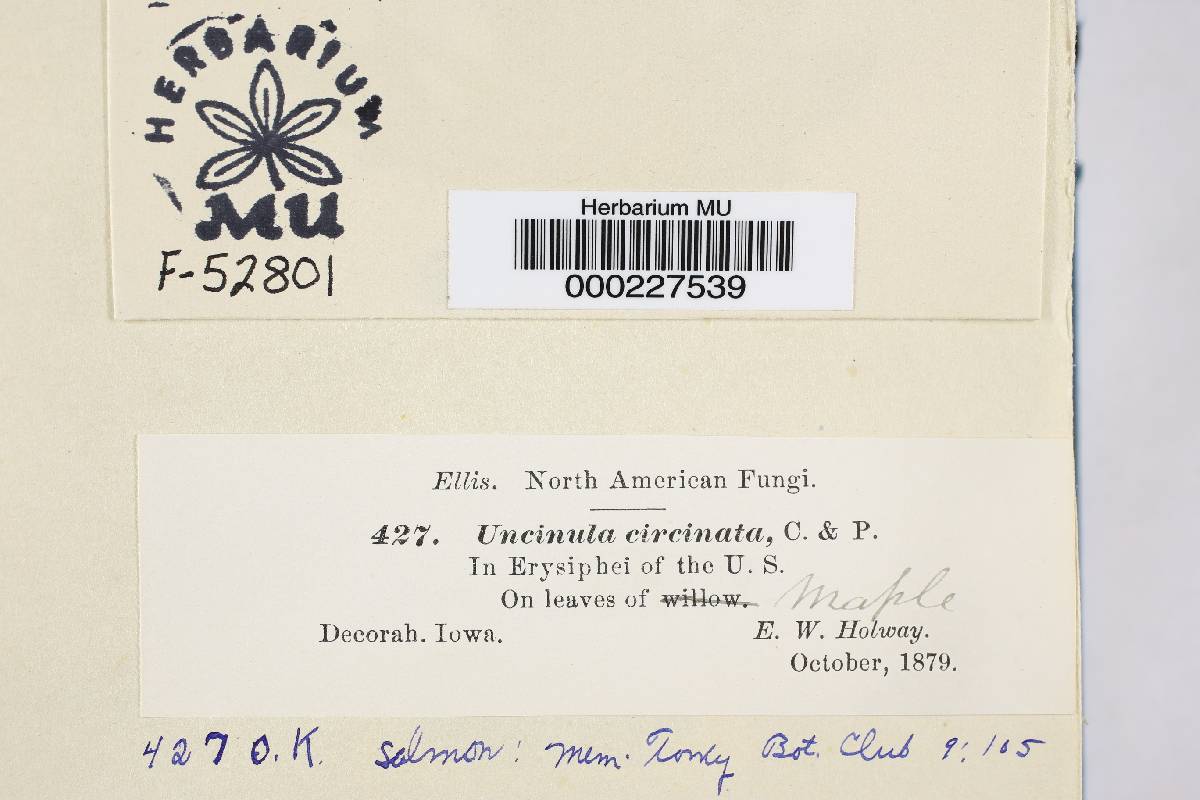 HERBARIUM
MU
F-52801
Herbarium MU
000227539
Ellis. North American Fungi.
427. Uncinula circinata, C. & P.
In Erysiphei of the U. S.
On leaves of willow. Maple
Decorah. Iowa. E. W. Holway.
October, 1879.
427 O.K. Salmon: Mem. Torrey Bot. Club 9:105